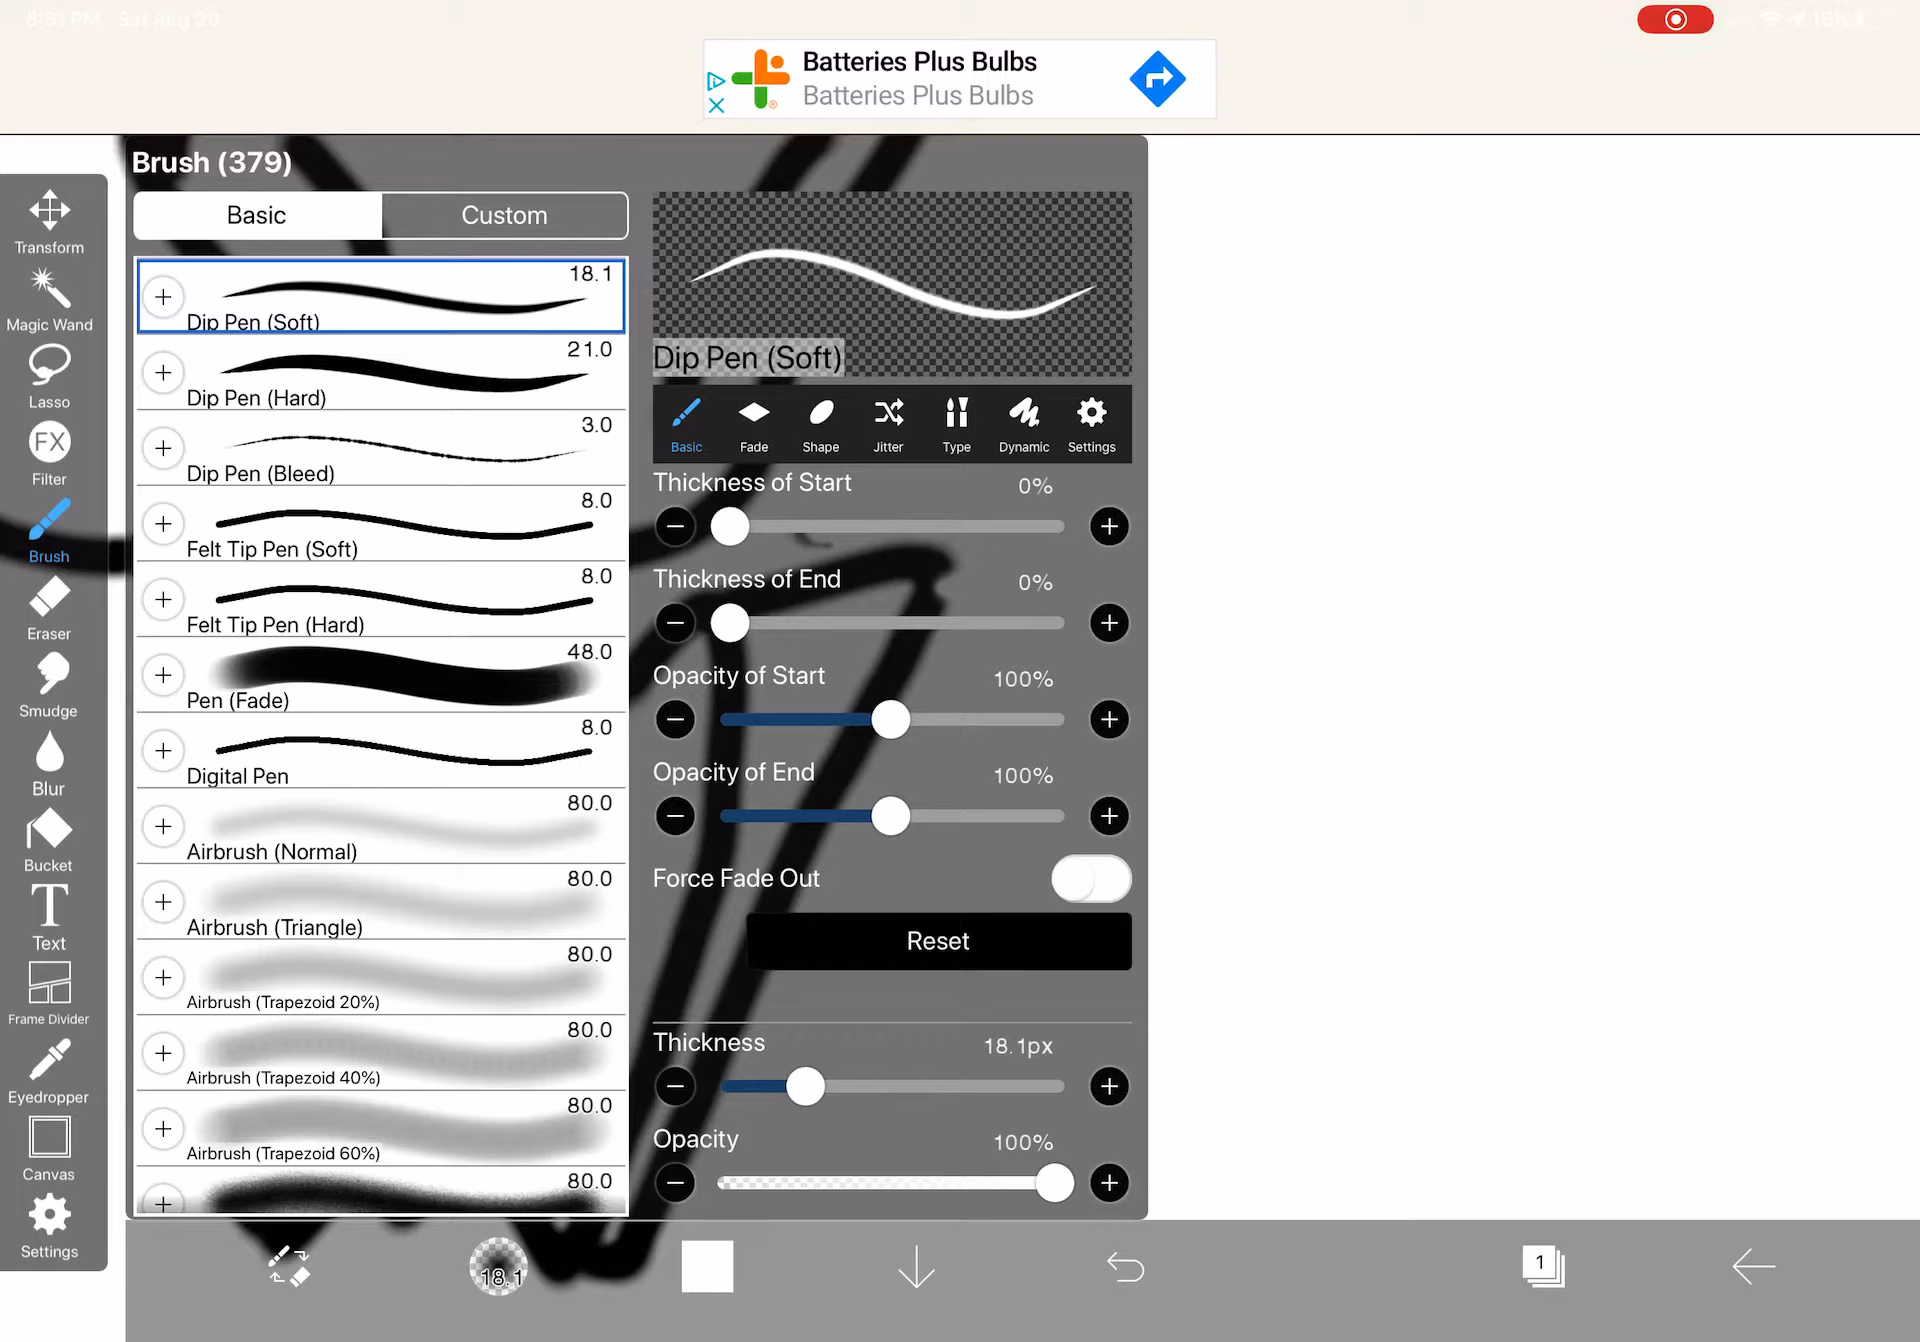 6:31 PM Sat Aug 29
Batteries Plus Bulbs
Batteries Plus Bulbs
Brush (379)
Basic
Custom
18.1
Dip Pen (Soft)
21.0
Dip Pen (Hard)
3.0
Dip Pen (Bleed)
8.0
Felt Tip Pen (Soft)
8.0
Felt Tip Pen (Hard)
48.0
Pen (Fade)
8.0
Digital Pen
80.0
Airbrush (Normal)
80.0
Airbrush (Triangle)
80.0
Airbrush (Trapezoid 20%)
80.0
Airbrush (Trapezoid 40%)
80.0
Airbrush (Trapezoid 60%)
80.0
Transform
Magic Wand
Lasso
FX
Filter
Brush
Eraser
Smudge
Blur
Bucket
T
Text
Frame Divider
Eyedropper
Canvas
Settings
Dip Pen (Soft)
Basic
Fade
Shape
Jitter
Type
Dynamic
Settings
Thickness of Start
0%
Thickness of End
0%
Opacity of Start
100%
Opacity of End
100%
Force Fade Out
Reset
Thickness
18.1px
Opacity
100%
18.1
1